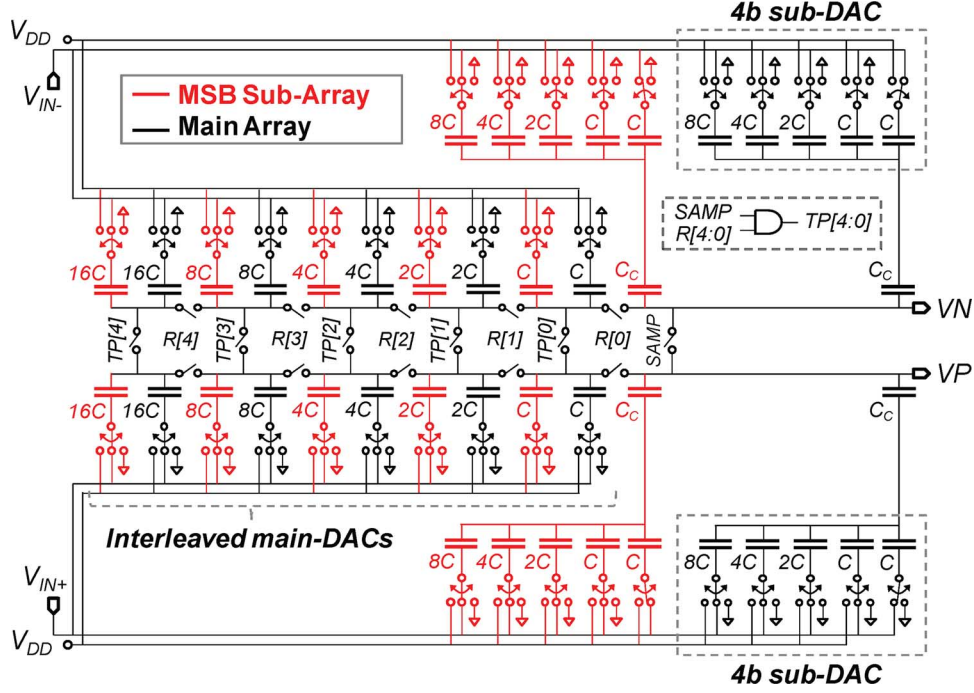 4b sub-DAC
V_DD
V_IN-
MSB Sub-Array
Main Array
8C 4C 2C C C
8C 4C 2C C C
SAMP
R[4:0]
TP[4:0]
16C 16C 8C 8C 4C 4C 2C 2C C C C_C C_C
VN
TP[4] R[4] TP[3] R[3] TP[2] R[2] TP[1] R[1] TP[0] R[0] SAMP
VP
16C 16C 8C 8C 4C 4C 2C 2C C C C_C C_C
Interleaved main-DACs
8C 4C 2C C C
8C 4C 2C C C
V_IN+
V_DD
4b sub-DAC